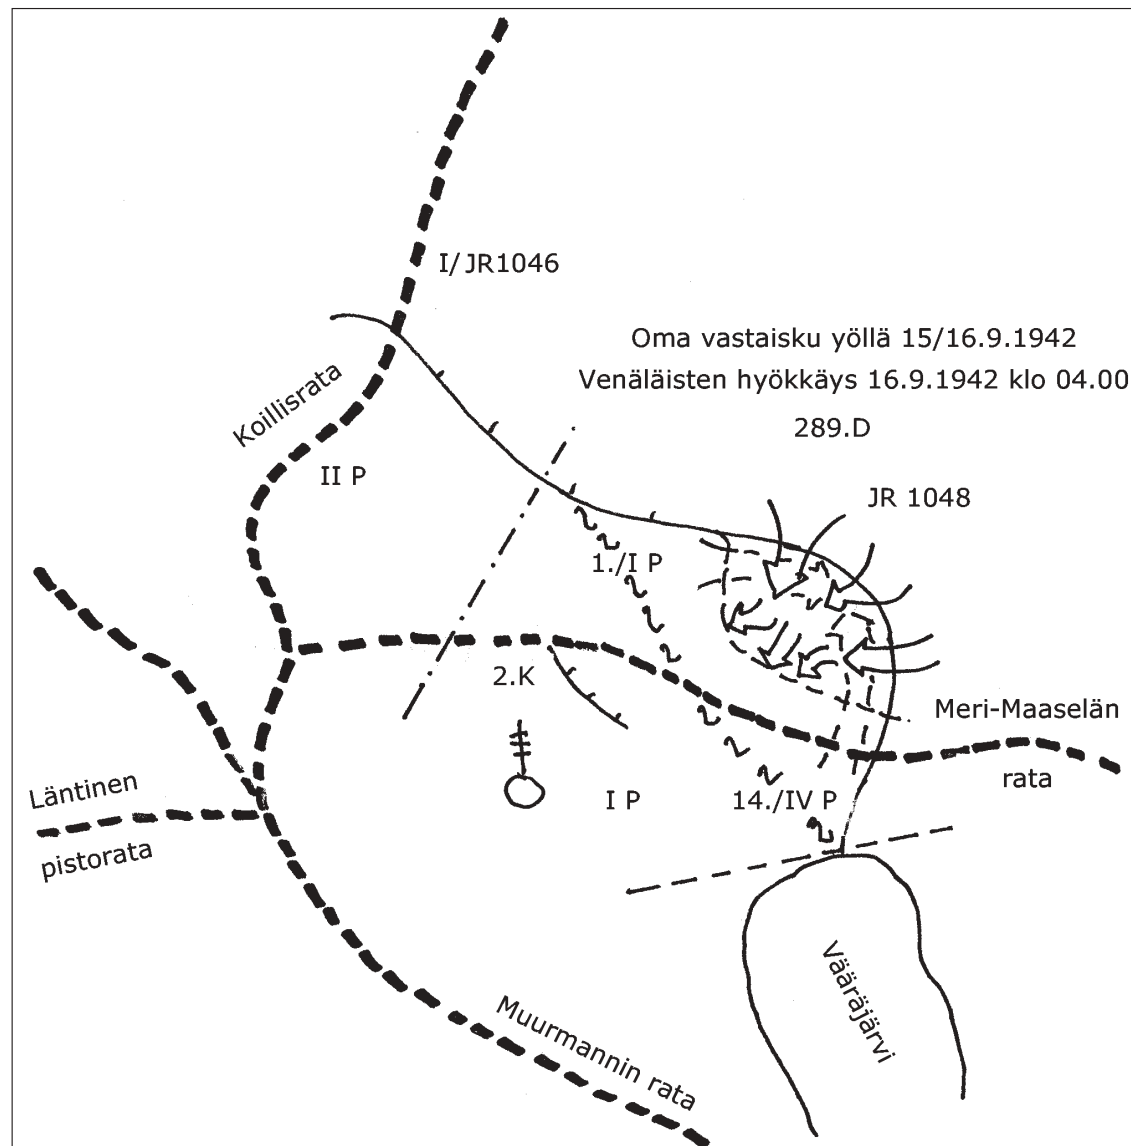 I/JR1046
Oma vastaisku yöllä 15/16.9.1942
Venäläisten hyökkäys 16.9.1942 klo 04.00
289.D
Koillisrata
II P
JR 1048
1./I P
2.K
Meri-Maaselän
rata
Läntinen
pistorata
I P
14./IV P
Vääräjärvi
Muurmannin rata